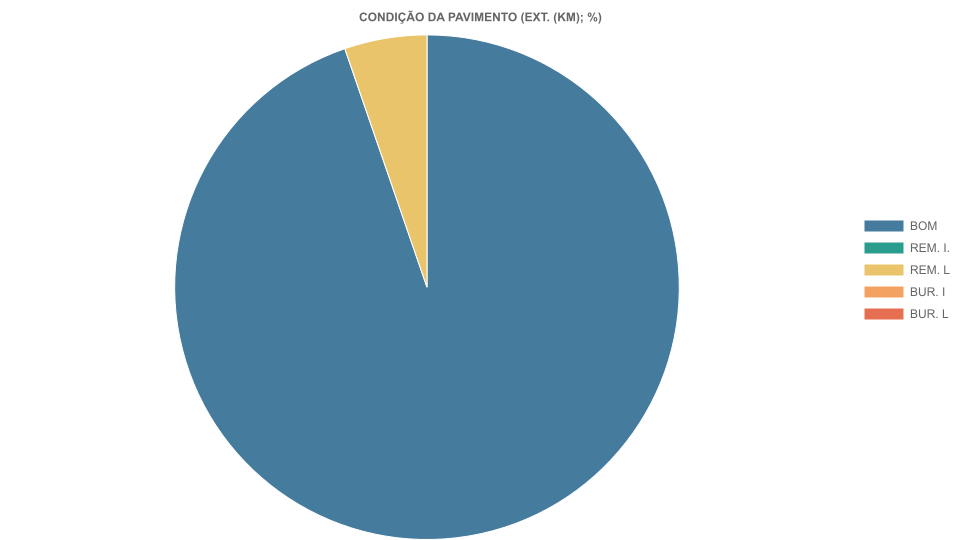 CONDIÇÃO DA PAVIMENTO (EXT. (KM); %)
BOM
REM. I.
REM. L
BUR. I
BUR. L